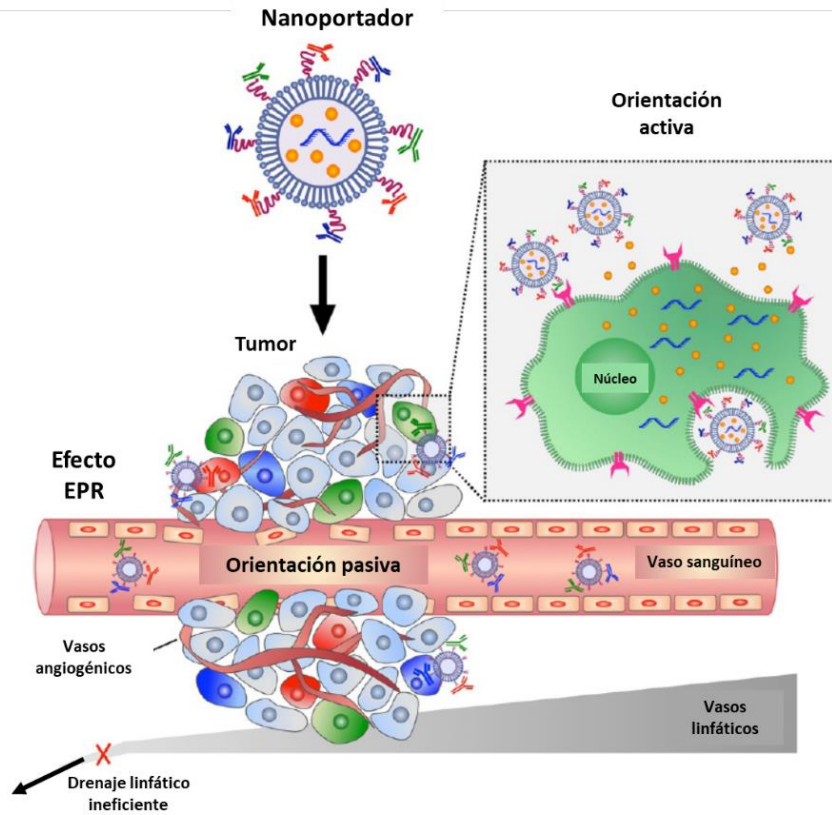 Nanoportador
Orientación
activa
Tumor
Núcleo
Efecto
EPR
Orientación pasiva
Vaso sanguíneo
Vasos
angiogénicos
Vasos
linfáticos
Drenaje linfático
ineficiente